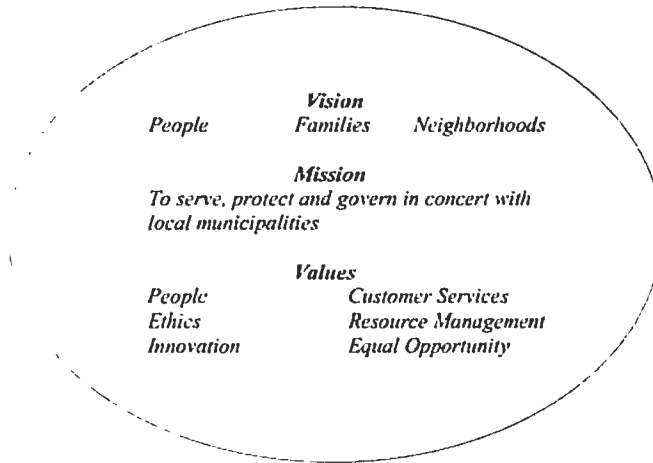 Vision
People Families Neighborhoods
Mission
To serve, protect and govern in concert with
local municipalities
Values
People Customer Services
Ethics Resource Management
Innovation Equal Opportunity